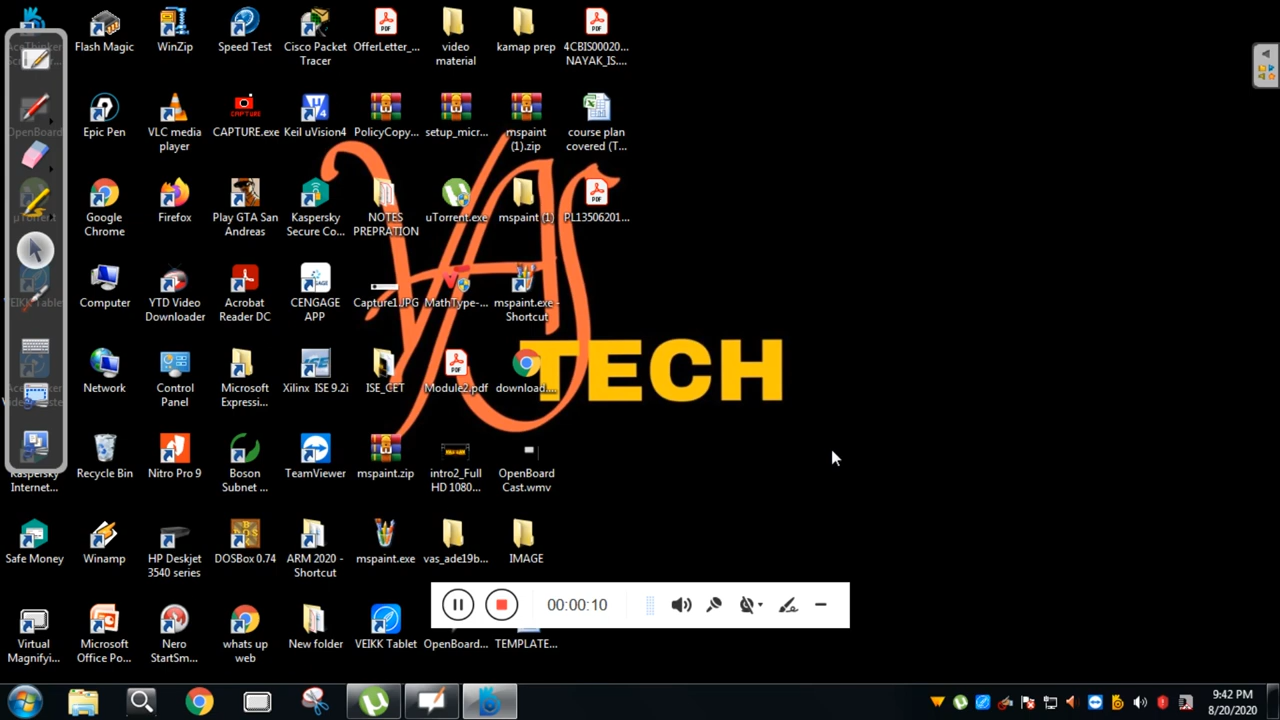 Flash Magic
WinZip
Speed Test
Cisco Packet
Tracer
OfferLetter_...
video
material
kamap prep
4CBIS00020...
NAYAK_IS....
Epic Pen
VLC media
player
CAPTURE
CAPTURE.exe
Keil uVision4
PolicyCopy...
setup_micr...
mspaint
(1).zip
course plan
covered (T...
OpenBoard
Google
Chrome
Firefox
Play GTA San
Andreas
Kaspersky
Secure Co...
NOTES
PREPRATION
uTorrent.exe
mspaint (1)
PL13506201...
Computer
YTD Video
Downloader
Acrobat
Reader DC
CENGAGE
APP
Capture1.JPG
MathType-...
mspaint.exe -
Shortcut
VAS
TECH
Network
Control
Panel
Microsoft
Expressi...
Xilinx ISE 9.2i
ISE_CET
Module2.pdf
download....
Kaspersky
Internet...
Recycle Bin
Nitro Pro 9
Boson
Subnet ...
TeamViewer
mspaint.zip
intro2_Full
HD 1080...
OpenBoard
Cast.wmv
Safe Money
Winamp
HP Deskjet
3540 series
DOSBox 0.74
ARM 2020 -
Shortcut
mspaint.exe
vas_ade19b...
IMAGE
00:00:10
Virtual
Magnifyi...
Microsoft
Office Po...
Nero
StartSm...
whats up
web
New folder
VEIKK Tablet
OpenBoard...
TEMPLATE...
9:42 PM
8/20/2020